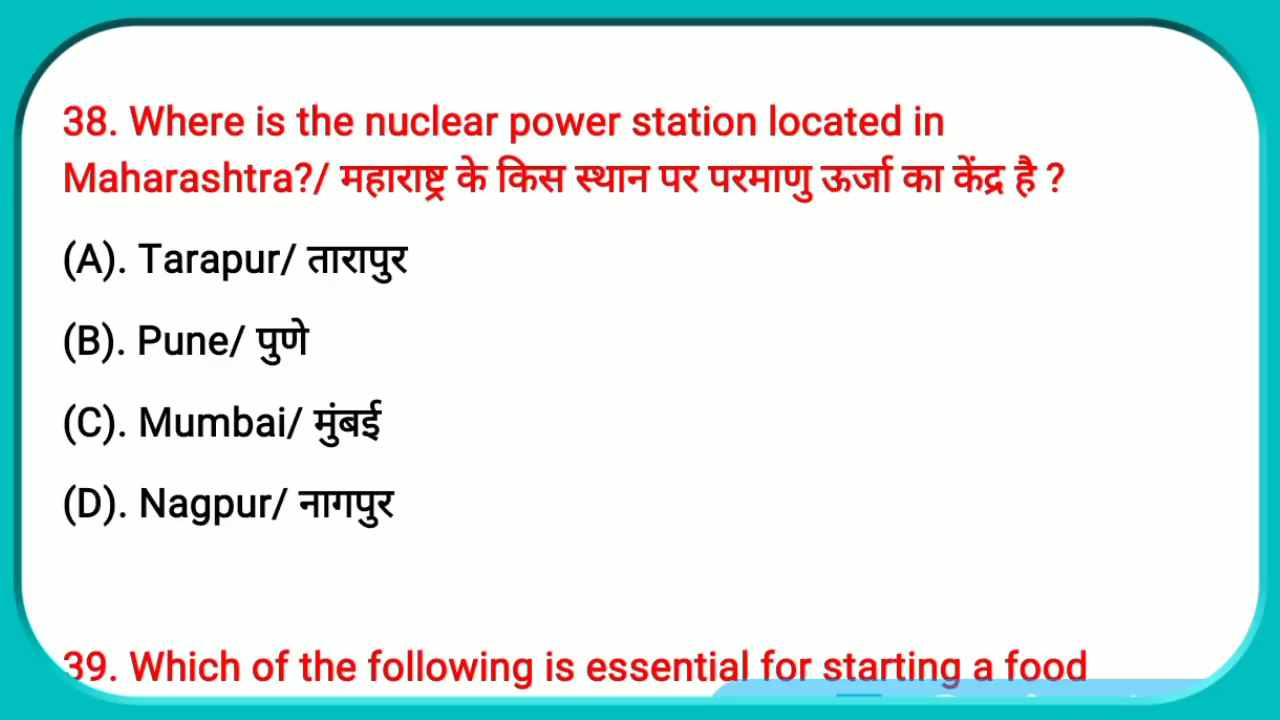 38. Where is the nuclear power station located in
Maharashtra?/ महाराष्ट्र के किस स्थान पर परमाणु ऊर्जा का केंद्र है ?
(A). Tarapur/ तारापुर
(B). Pune/ पुणे
(C). Mumbai/ मुंबई
(D). Nagpur/ नागपुर
39. Which of the following is essential for starting a food